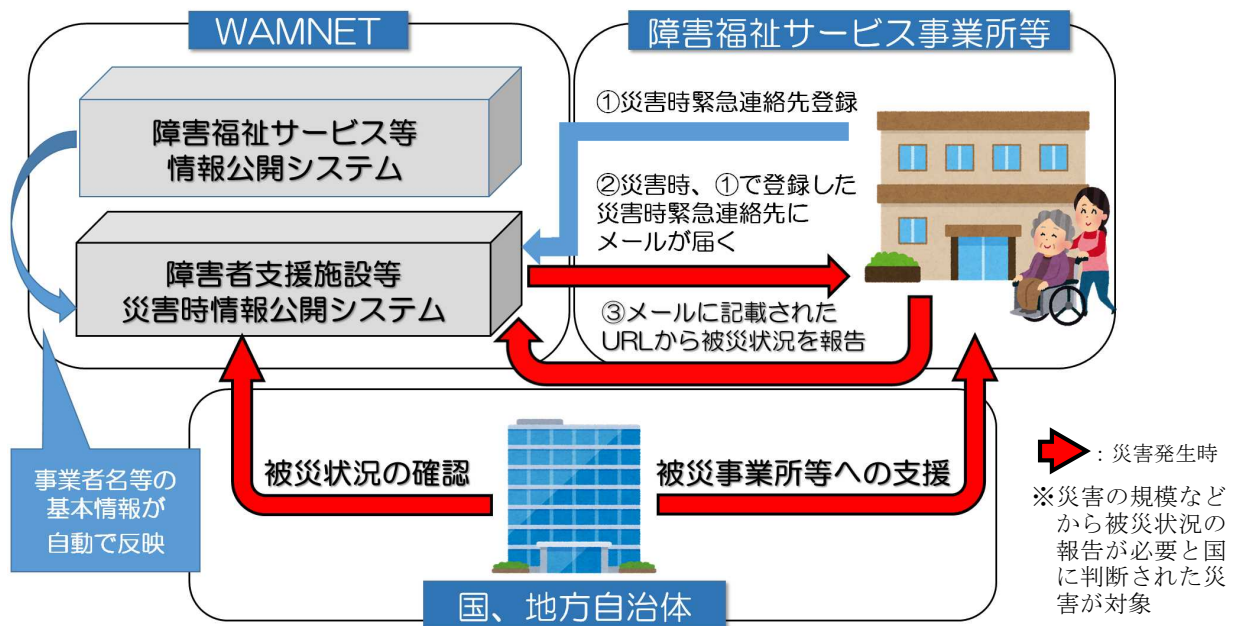 WAMNET
障害福祉サービス事業所等
障害福祉サービス等
情報公開システム
障害者支援施設等
災害時情報公開システム
①災害時緊急連絡先登録
②災害時、①で登録した
災害時緊急連絡先に
メールが届く
③メールに記載された
URLから被災状況を報告
事業者名等の
基本情報が
自動で反映
被災状況の確認
被災事業所等への支援
国、地方自治体
：災害発生時
※災害の規模など
から被災状況の
報告が必要と国
に判断された災
害が対象